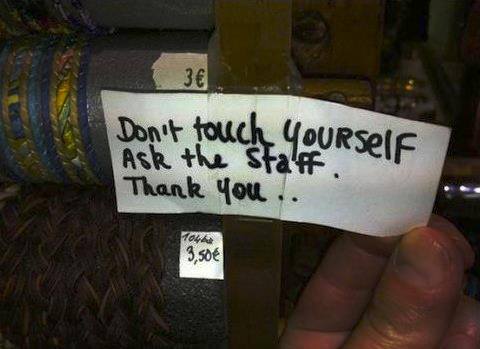 3€
Don't touch yourself
Ask the Staff.
Thank you..
3,50€